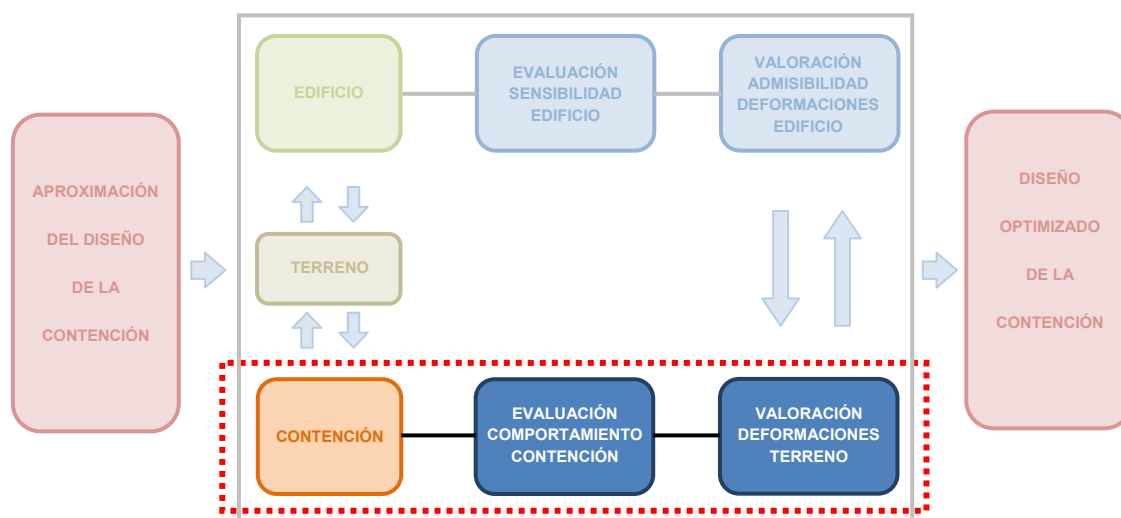 APROXIMACIÓN
DEL DISEÑO
DE LA
CONTENCIÓN
EDIFICIO
EVALUACIÓN
SENSIBILIDAD
EDIFICIO
VALORACIÓN
ADMISIBILIDAD
DEFORMACIONES
EDIFICIO
TERRENO
CONTENCIÓN
EVALUACIÓN
COMPORTAMIENTO
CONTENCIÓN
VALORACIÓN
DEFORMACIONES
TERRENO
DISEÑO
OPTIMIZADO
DE LA
CONTENCIÓN